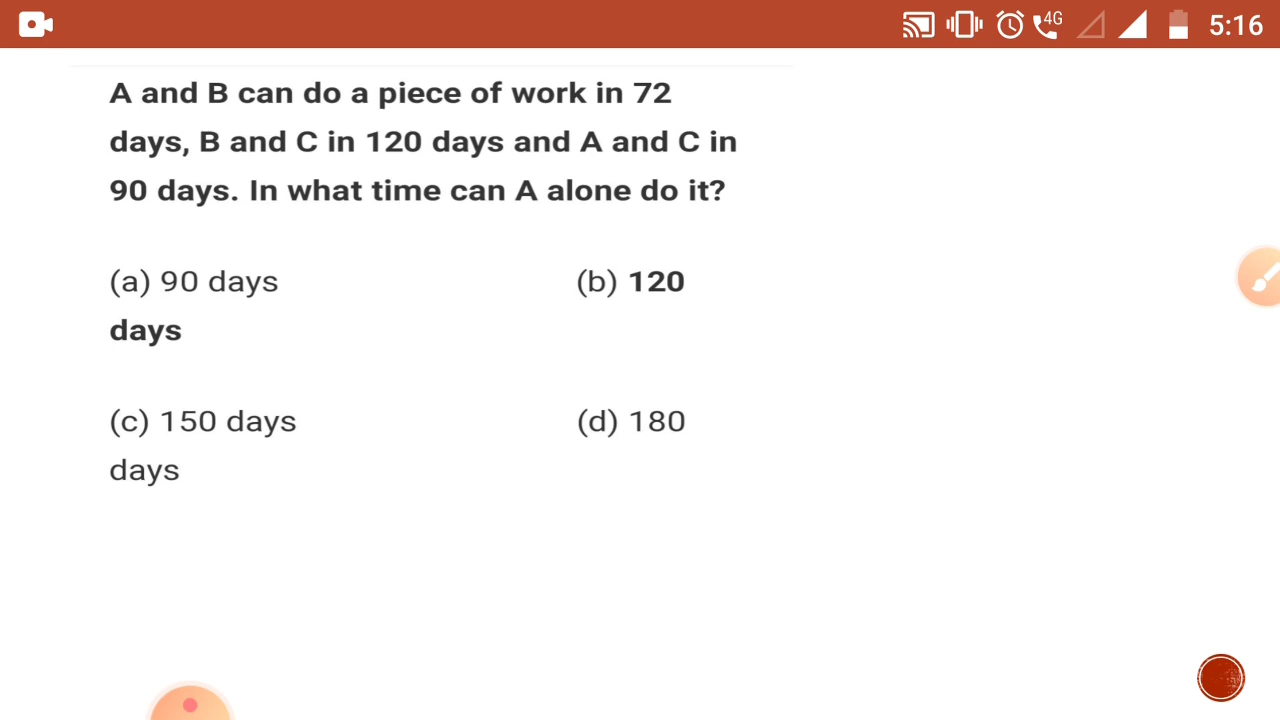 4G 5:16
A and B can do a piece of work in 72
days, B and C in 120 days and A and C in
90 days. In what time can A alone do it?
(a) 90 days (b) 120
days
(c) 150 days (d) 180
days